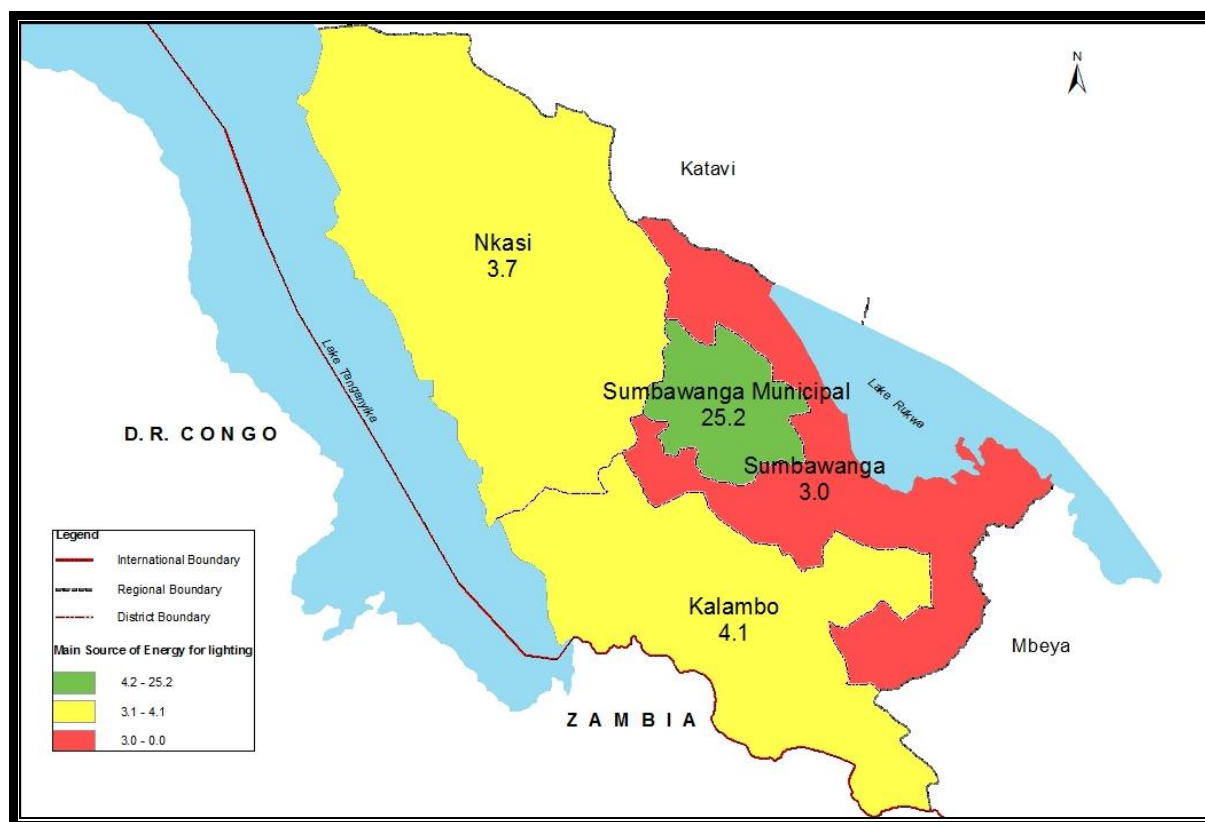 N
Katavi
Nkasi
3.7
Lake Tanganyika
Sumbawanga Municipal
25.2
Lake Rukwa
D. R. CONGO
Sumbawanga
3.0
Legend
International Boundary
Regional Boundary
District Boundary
Main Source of Energy for lighting
4.2 - 25.2
3.1 - 4.1
3.0 - 0.0
Kalambo
4.1
Mbeya
ZAMBIA